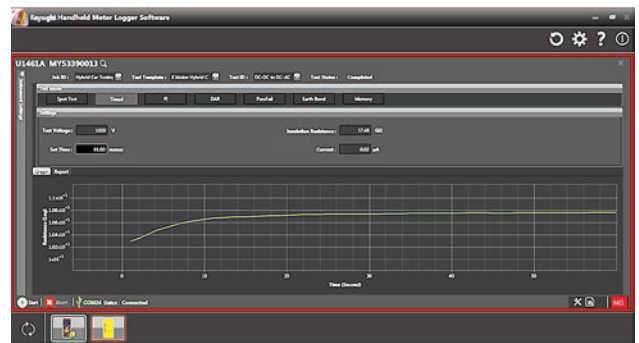 Keysight Handheld Meter Logger Software
U1461A MY53390013
Job ID : Hybrid Car Testing Test Template : Test ID : DC-DC to DC-AC Test Status : Completed
Test Mode
Spot Test Timed PI DAR Pass/Fail Earth Bond Memory
Settings
Test Voltage : 1000 V Insulation Resistance : GΩ
Set Time : 01:00 mm:ss Current : µA
Graph Report
Resistance (Log)
0 10 20 30 40 50
Time (Second)
Start Abort COM24 Status : Connected